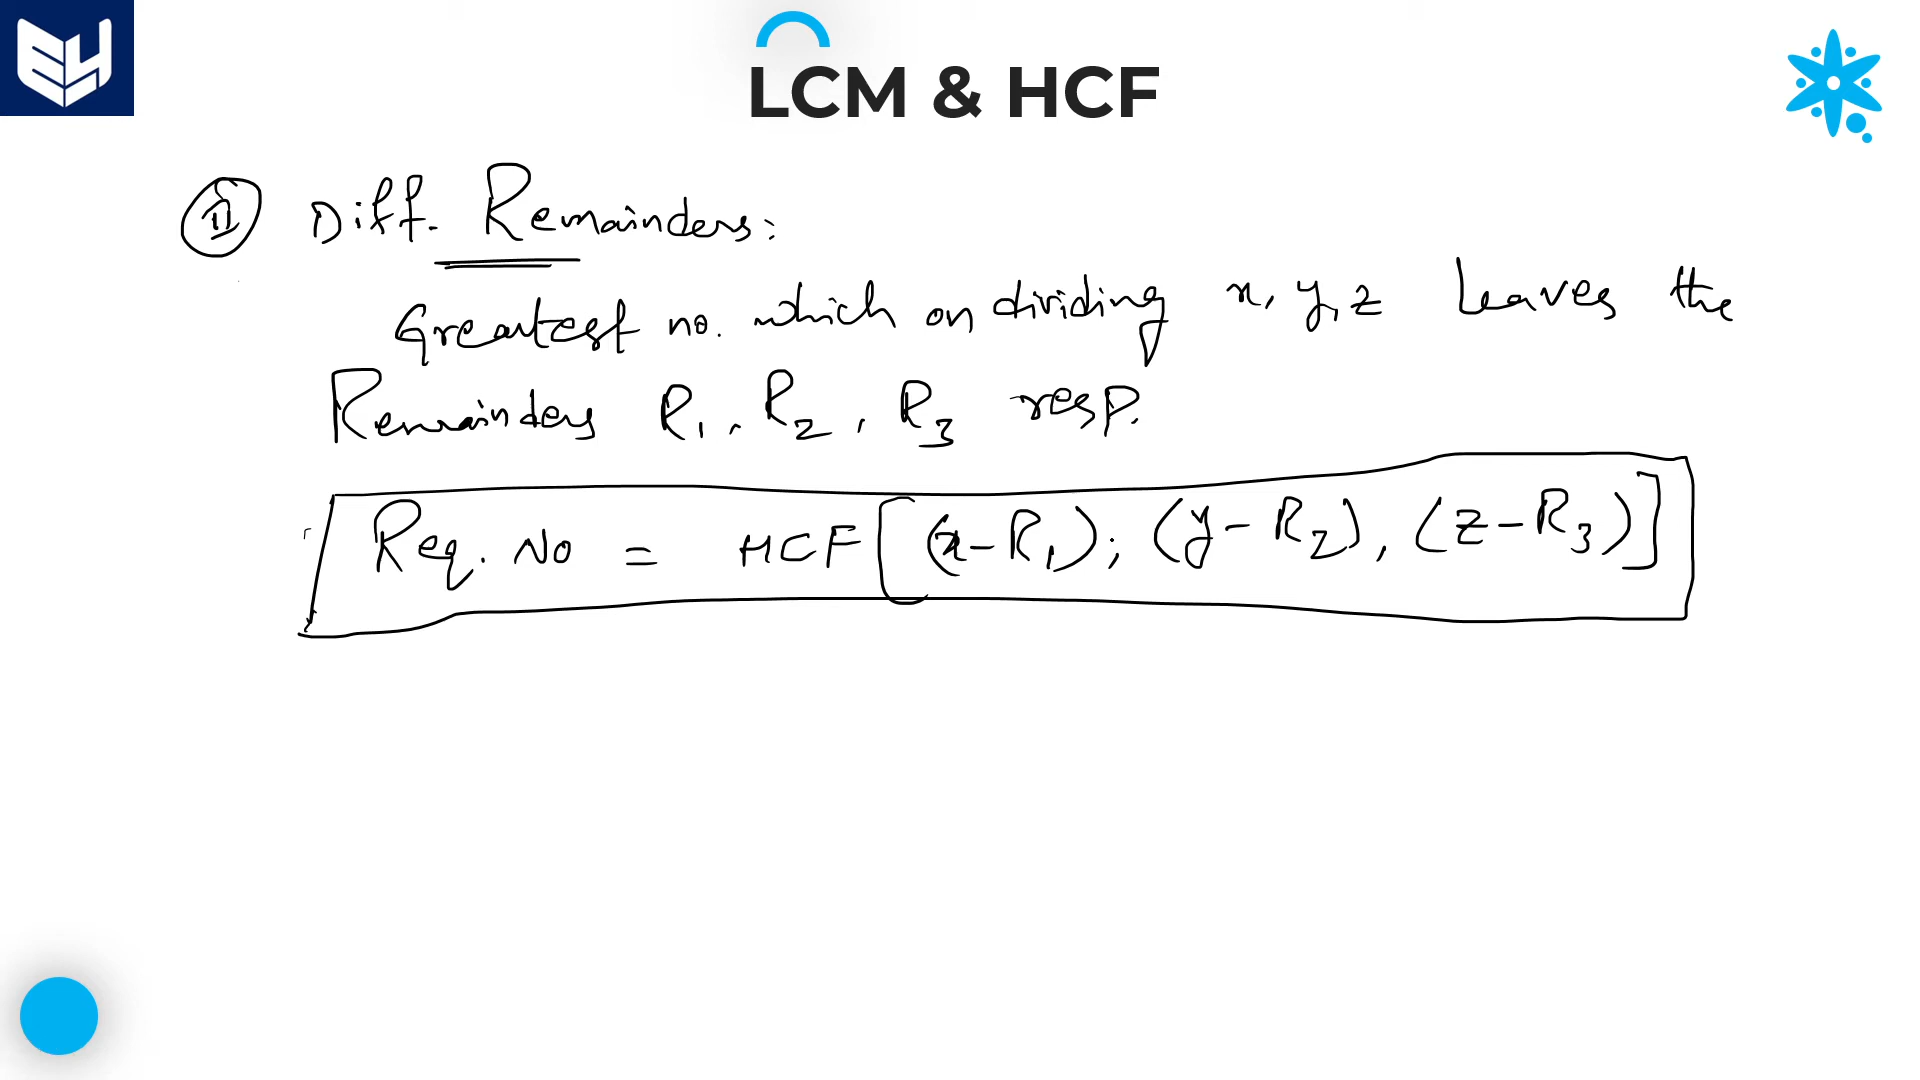 LCM & HCF
ii Diff. Remainders:
Greatest no. which on dividing x, y, z leaves the
Remainders R1, R2, R3 resp.
Req. No = HCF [(x-R1); (y-R2), (z-R3)]